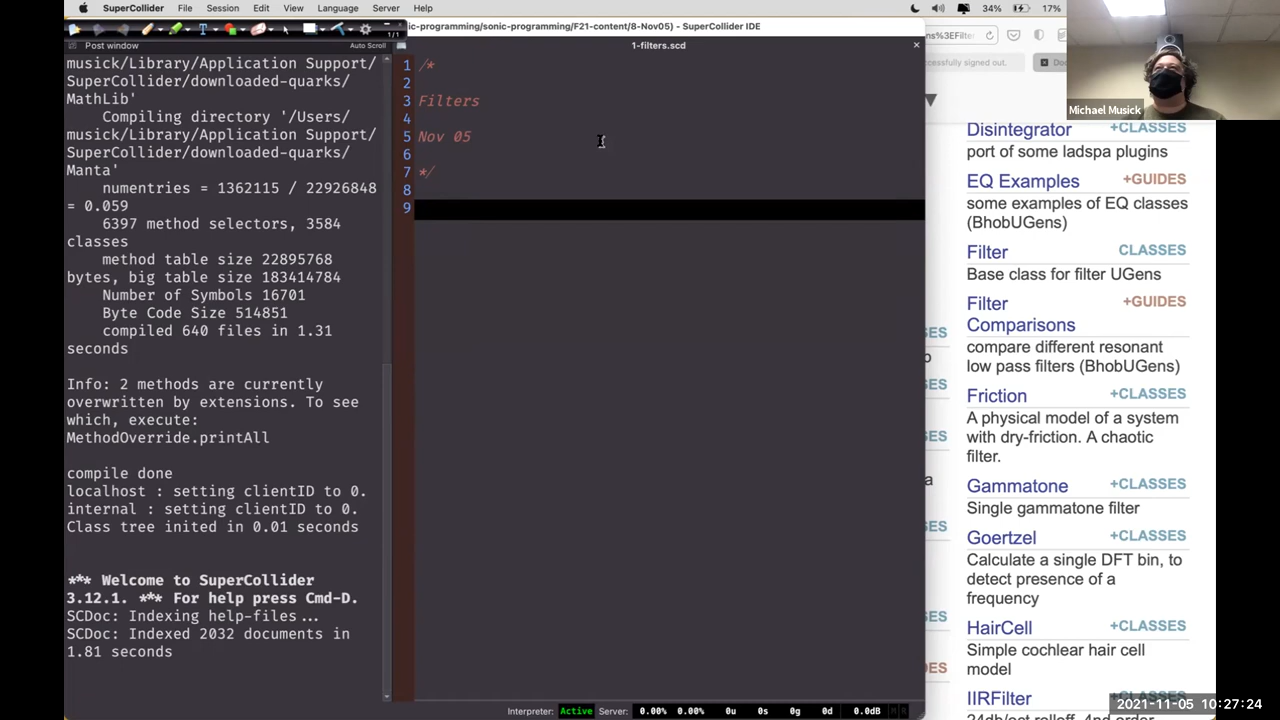 SuperCollider File Session Edit View Language Server Help 34% 17%
ic-programming/sonic-programming/F21-content/8-Nov05) - SuperCollider IDE
1/1
Post window Auto Scroll
1-filters.scd
musick/Library/Application Support/
SuperCollider/downloaded-quarks/
MathLib'
Compiling directory '/Users/
musick/Library/Application Support/
SuperCollider/downloaded-quarks/
Manta'
numentries = 1362115 / 22926848
= 0.059
6397 method selectors, 3584
classes
method table size 22895768
bytes, big table size 183414784
Number of Symbols 16701
Byte Code Size 514851
compiled 640 files in 1.31
seconds
Info: 2 methods are currently
overwritten by extensions. To see
which, execute:
MethodOverride.printAll
compile done
localhost : setting clientID to 0.
internal : setting clientID to 0.
Class tree inited in 0.01 seconds
*** Welcome to SuperCollider
3.12.1. *** For help press Cmd-D.
SCDoc: Indexing help-files...
SCDoc: Indexed 2032 documents in
1.81 seconds
1 /*
2
3 Filters
4
5 Nov 05
6
7 */
8
9
Interpreter: Active Server: 0.00% 0.00% 0u 0s 0g 0d 0.0dB M R
ns%3EFilte
successfully signed out.
Michael Musick
Disintegrator +CLASSES
port of some ladspa plugins
EQ Examples +GUIDES
some examples of EQ classes
(BhobUGens)
Filter CLASSES
Base class for filter UGens
Filter +GUIDES
Comparisons
compare different resonant
low pass filters (BhobUGens)
Friction +CLASSES
A physical model of a system
with dry-friction. A chaotic
filter.
Gammatone +CLASSES
Single gammatone filter
Goertzel +CLASSES
Calculate a single DFT bin, to
detect presence of a
frequency
HairCell +CLASSES
Simple cochlear hair cell
model
IIRFilter +CLASSES
2021-11-05 10:27:24